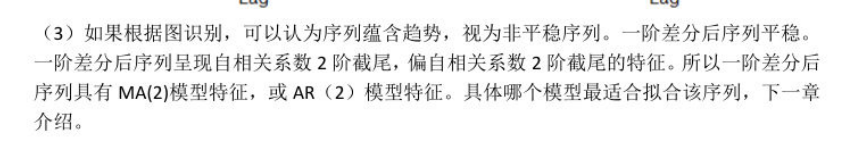 Lag Lag
（3）如果根据图识别，可以认为序列蕴含趋势，视为非平稳序列。一阶差分后序列平稳。
一阶差分后序列呈现自相关系数 2 阶截尾，偏自相关系数 2 阶截尾的特征。所以一阶差分后
序列具有 MA(2)模型特征，或 AR（2）模型特征。具体哪个模型最适合拟合该序列，下一章
介绍。